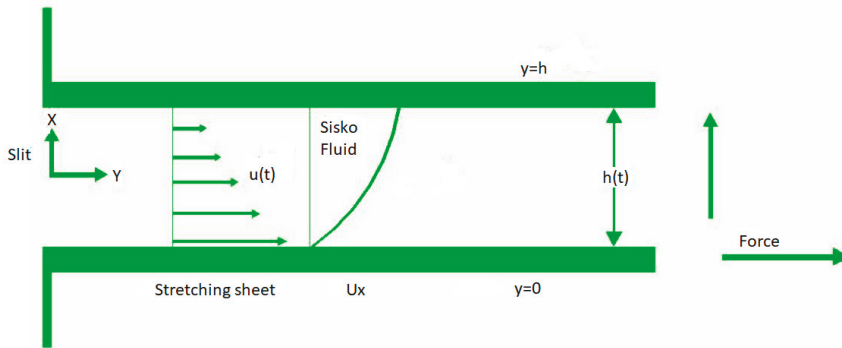 y=h
X
Slit
Y
u(t)
Sisko
Fluid
h(t)
Force
Stretching sheet
Ux
y=0